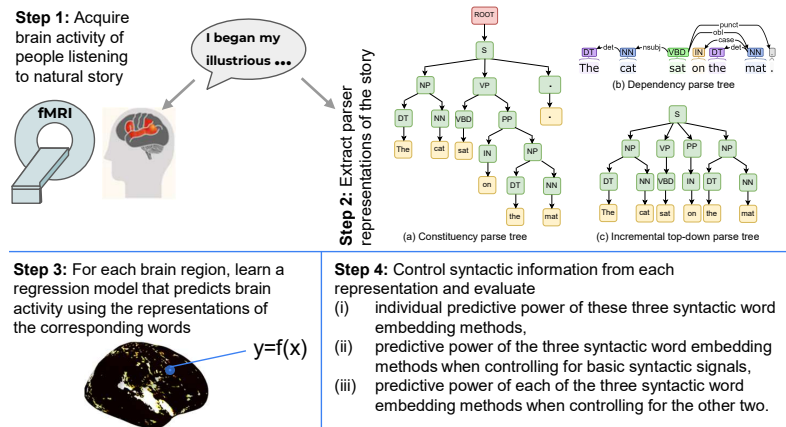 Step 1: Acquire
brain activity of
people listening
to natural story
I began my
illustrious ...
fMRI
Step 2: Extract parser
representations of the story
ROOT
S
NP VP .
DT NN VBD PP .
The cat sat IN NP
on DT NN
the mat
(a) Constituency parse tree
punct
obl
case
det nsubj det
DT NN VBD IN DT NN .
The cat sat on the mat .
(b) Dependency parse tree
S
NP VP PP NP
DT NN VBD IN DT NN
The cat sat on the mat
(c) Incremental top-down parse tree
Step 3: For each brain region, learn a
regression model that predicts brain
activity using the representations of
the corresponding words
y=f(x)
Step 4: Control syntactic information from each
representation and evaluate
(i) individual predictive power of these three syntactic word
embedding methods,
(ii) predictive power of the three syntactic word embedding
methods when controlling for basic syntactic signals,
(iii) predictive power of each of the three syntactic word
embedding methods when controlling for the other two.